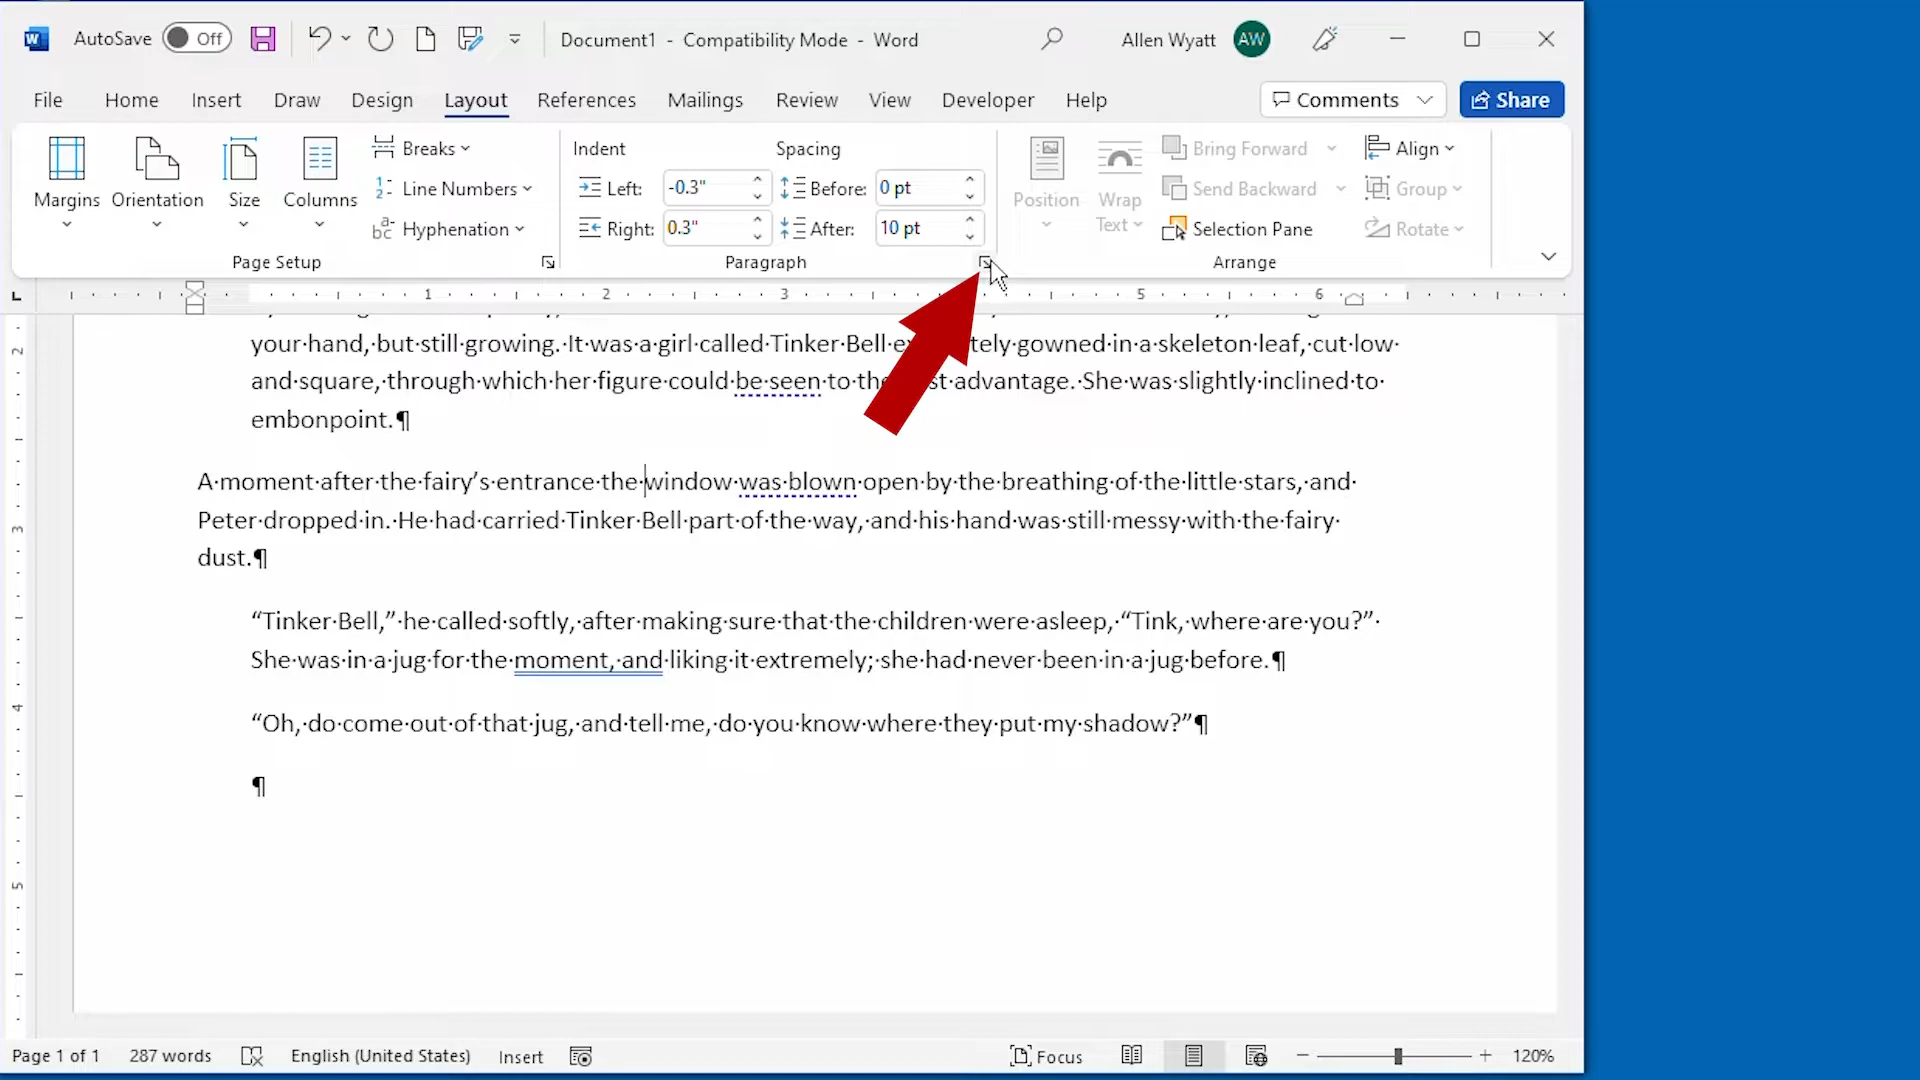 AutoSave Off Document1 - Compatibility Mode - Word Allen Wyatt AW
File Home Insert Draw Design Layout References Mailings Review View Developer Help Comments Share
Margins
Orientation
Size
Columns
Breaks
Line Numbers
Hyphenation
Page Setup
Indent
Left: -0.3"
Right: 0.3"
Spacing
Before: 0 pt
After: 10 pt
Paragraph
Position
Wrap
Text
Bring Forward
Send Backward
Selection Pane
Align
Group
Rotate
Arrange
1 2 3 5 6
2
3
4
5
your·hand,·but·still·growing.·It·was·a·girl·called·Tinker·Bell· gowned·in·a·skeleton·leaf,·cut·low·
and·square,·through·which·her·figure·could·be·seen·to· advantage.·She·was·slightly·inclined·to·
embonpoint.¶
A·moment·after·the·fairy’s·entrance·the·window·was·blown·open·by·the·breathing·of·the·little·stars,·and·
Peter·dropped·in.·He·had·carried·Tinker·Bell·part·of·the·way,·and·his·hand·was·still·messy·with·the·fairy·
dust.¶
“Tinker·Bell,”·he·called·softly,·after·making·sure·that·the·children·were·asleep,·“Tink,·where·are·you?”·
She·was·in·a·jug·for·the·moment,·and·liking·it·extremely;·she·had·never·been·in·a·jug·before.¶
“Oh,·do·come·out·of·that·jug,·and·tell·me,·do·you·know·where·they·put·my·shadow?”¶
¶
Page 1 of 1 287 words English (United States) Insert Focus 120%